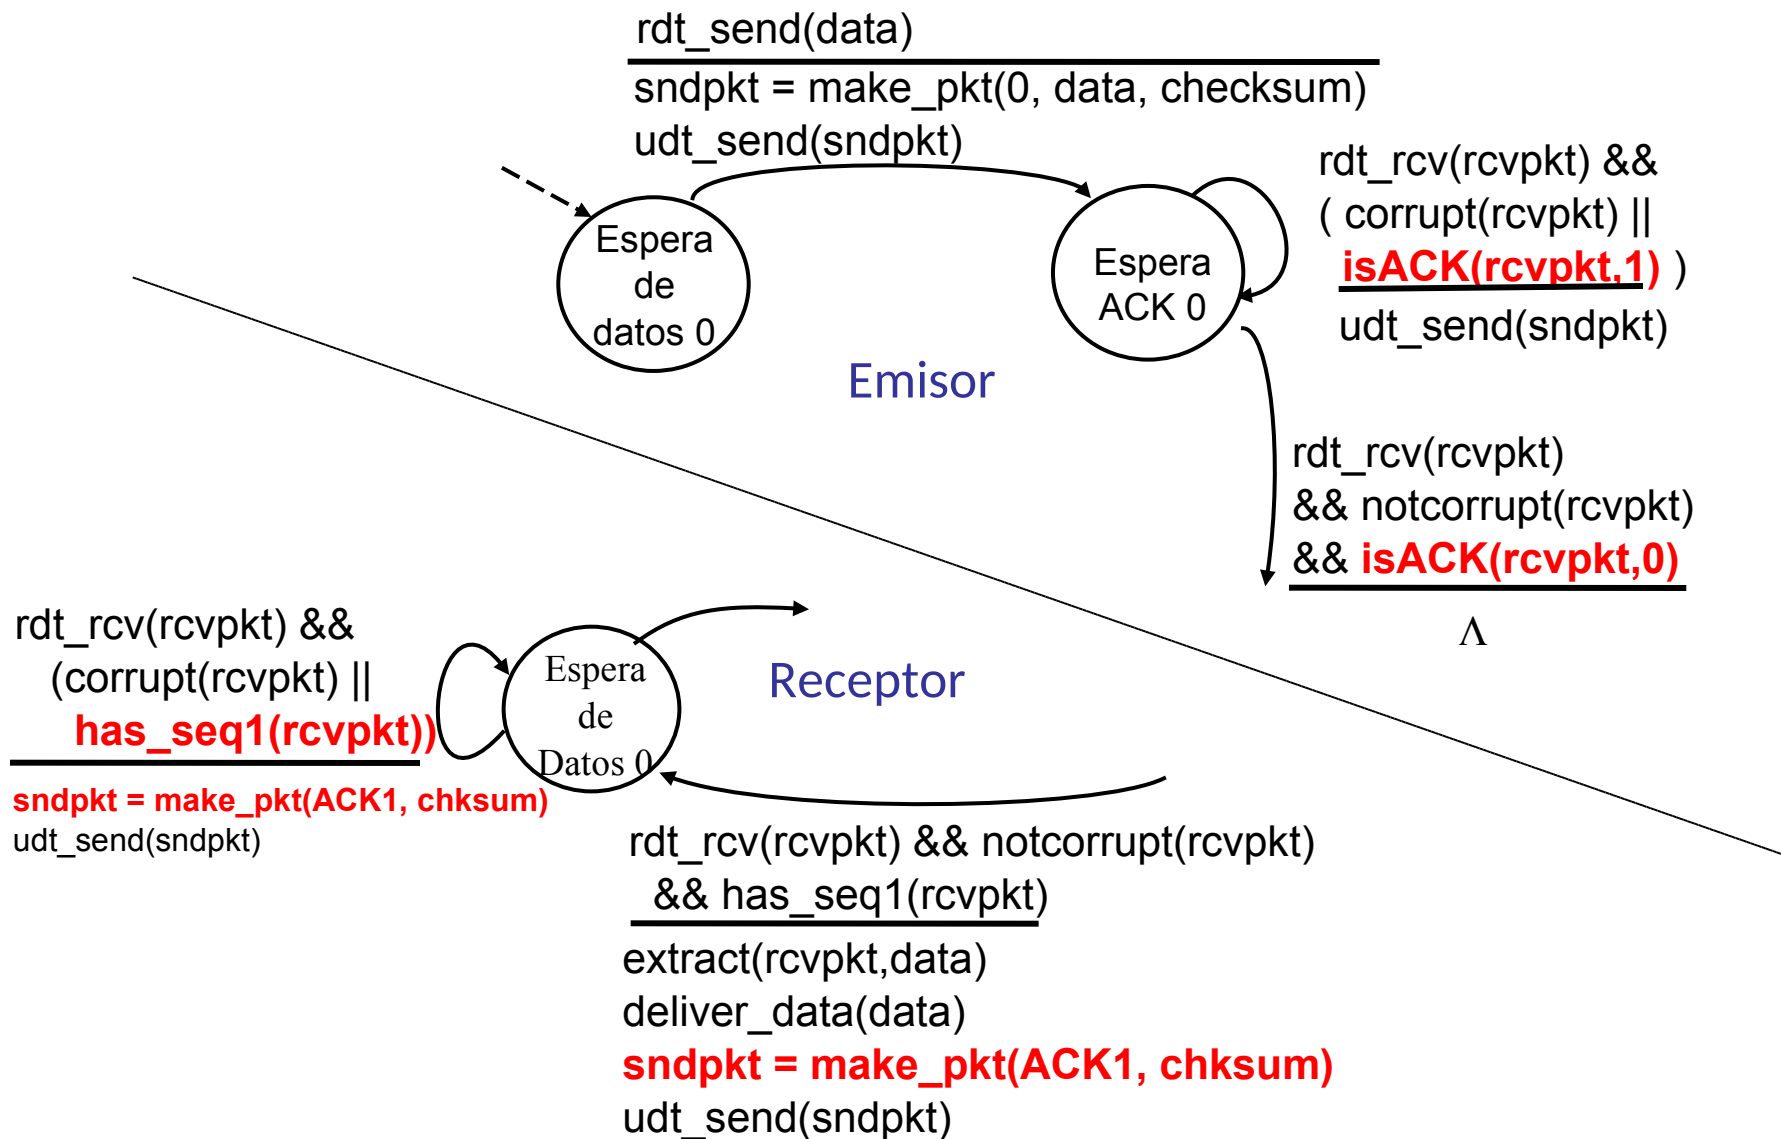 rdt_send(data)
sndpkt = make_pkt(0, data, checksum)
udt_send(sndpkt)
Espera
de
datos 0
Espera
ACK 0
rdt_rcv(rcvpkt) &&
( corrupt(rcvpkt) ||
isACK(rcvpkt,1) )
udt_send(sndpkt)
Emisor
rdt_rcv(rcvpkt)
&& notcorrupt(rcvpkt)
&& isACK(rcvpkt,0)
Λ
rdt_rcv(rcvpkt) &&
(corrupt(rcvpkt) ||
has_seq1(rcvpkt))
sndpkt = make_pkt(ACK1, chksum)
udt_send(sndpkt)
Espera
de
Datos 0
Receptor
rdt_rcv(rcvpkt) && notcorrupt(rcvpkt)
&& has_seq1(rcvpkt)
extract(rcvpkt,data)
deliver_data(data)
sndpkt = make_pkt(ACK1, chksum)
udt_send(sndpkt)